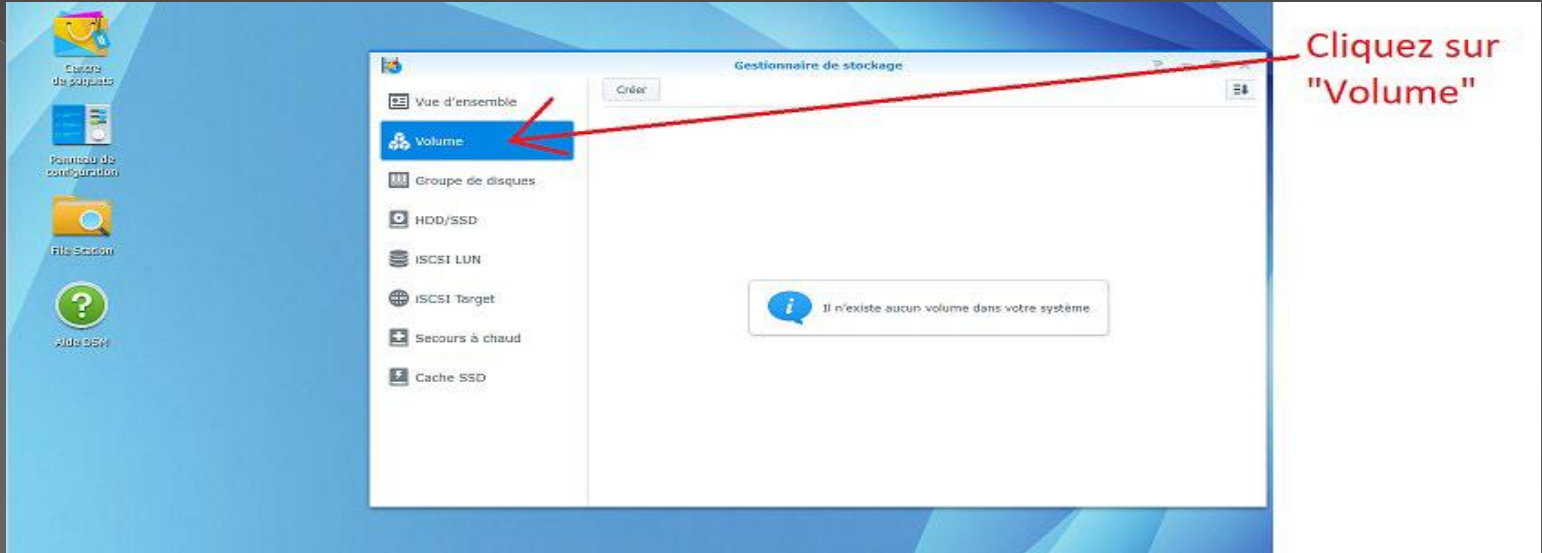 Centre
de paquets
Panneau de
configuration
File Station
Aide DSM
Gestionnaire de stockage
Vue d'ensemble
Volume
Groupe de disques
HDD/SSD
iSCSI LUN
iSCSI Target
Secours à chaud
Cache SSD
Créer
Il n'existe aucun volume dans votre système
Cliquez sur
"Volume"